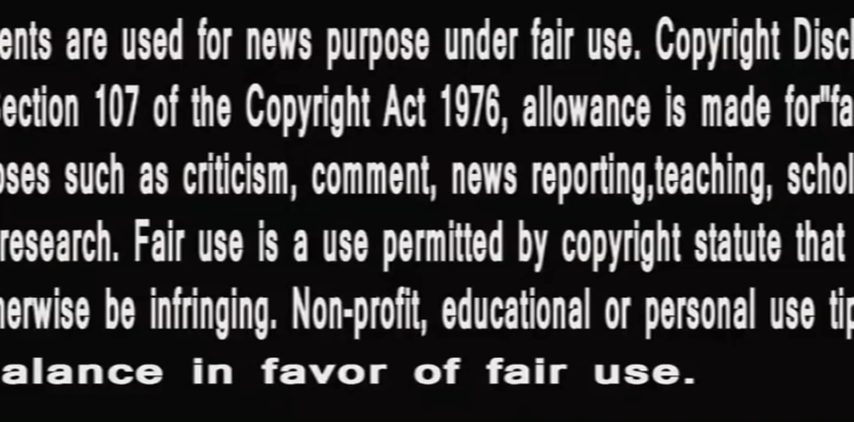 ents are used for news purpose under fair use. Copyright Discl
ection 107 of the Copyright Act 1976, allowance is made for"fa
oses such as criticism, comment, news reporting,teaching, schol
research. Fair use is a use permitted by copyright statute that
herwise be infringing. Non-profit, educational or personal use tip
alance in favor of fair use.